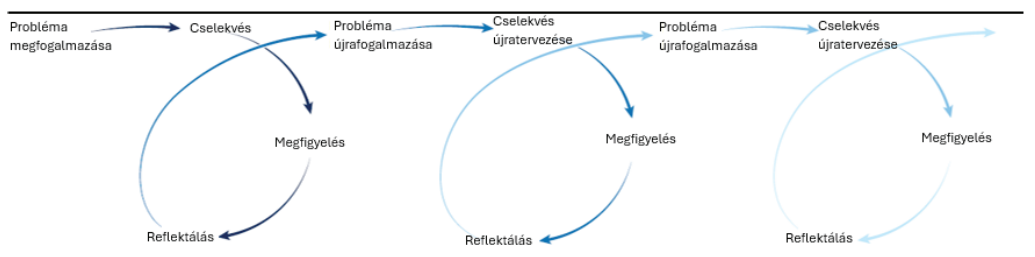 Probléma
megfogalmazása
Cselekvés
Megfigyelés
Reflektálás
Probléma
újrafogalmazása
Cselekvés
újratervezése
Megfigyelés
Reflektálás
Probléma
újrafogalmazása
Cselekvés
újratervezése
Megfigyelés
Reflektálás